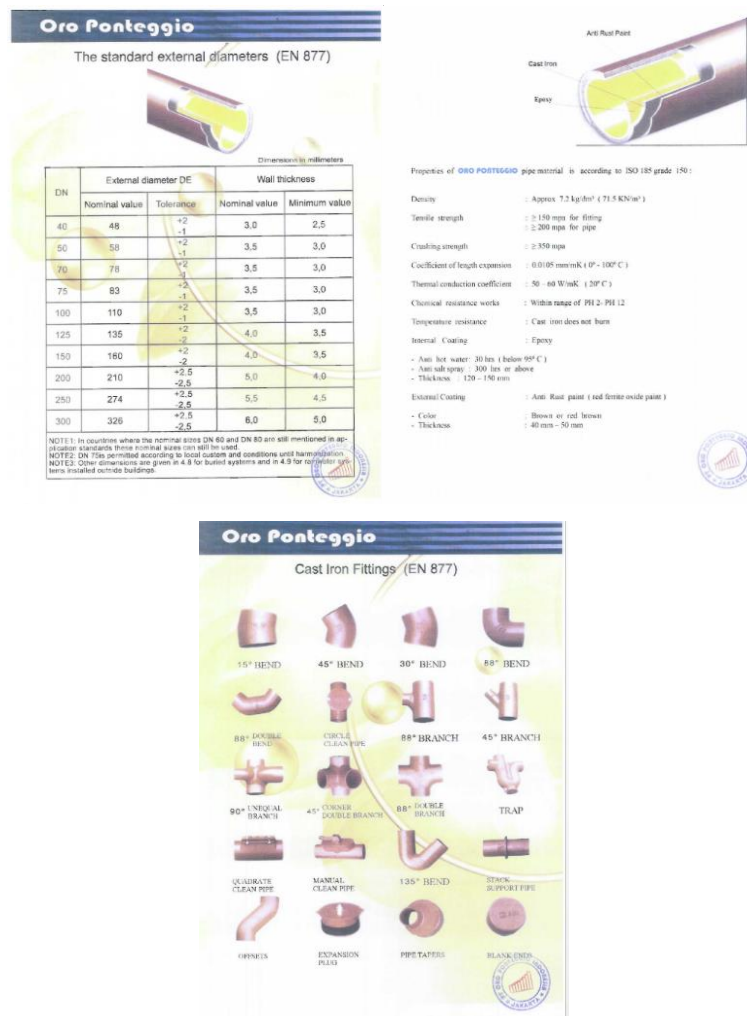 Oro Ponteggio
The standard external diameters (EN 877)
Dimensions in millimeters
DN External diameter DE Wall thickness
Nominal value Tolerance Nominal value Minimum value
40 48 +2 -1 3,0 2,5
50 58 +2 -1 3,5 3,0
70 78 +2 -1 3,5 3,0
75 83 +2 -1 3,5 3,0
100 110 +2 -1 3,5 3,0
125 135 +2 -2 4,0 3,5
150 160 +2 -2 4,0 3,5
200 210 +2.5 -2,5 5,0 4,0
250 274 +2.5 -2,5 5,5 4,5
300 326 +2.5 -2,5 6,0 5,0
NOTE1: In countries where the nominal sizes DN 60 and DN 80 are still mentioned in ap-
plication standards these nominal sizes can still be used.
NOTE2: DN 75is permitted according to local custom and conditions until harmonization
NOTE3: Other dimensions are given in 4.8 for buried systems and in 4.9 for rainwater sys-
tems installed outside buildings.
Anti Rust Paint
Cast Iron
Epoxy
Properties of ORO PONTEGGIO pipe material is according to ISO 185 grade 150 :
Density : Approx 7.2 kg/dm³ ( 71.5 KN/m³ )
Tensile strength : ≥ 150 mpa for fitting
: ≥ 200 mpa for pipe
Crushing strength : ≥ 350 mpa
Coefficient of length expansion : 0.0105 mm/mK ( 0° - 100° C )
Thermal conduction coefficient : 50 – 60 W/mK ( 20° C )
Chemical resistance works : Within range of PH 2- PH 12
Temperature resistance : Cast iron does not burn
Internal Coating : Epoxy
- Anti hot water: 30 hrs ( below 95° C )
- Anti salt spray : 300 hrs or above
- Thickness : 120 – 150 mm
External Coating : Anti Rust paint ( red ferrite oxide paint )
- Color : Brown or red brown
- Thickness : 40 mm – 50 mm
Oro Ponteggio
Cast Iron Fittings (EN 877)
15° BEND 45° BEND 30° BEND 88° BEND
88° DOUBLE BEND CIRCLE CLEAN PIPE 88° BRANCH 45° BRANCH
90° UNEQUAL BRANCH 45° CORNER DOUBLE BRANCH 88° DOUBLE BRANCH TRAP
QUADRATE CLEAN PIPE MANUAL CLEAN PIPE 135° BEND STACK SUPPORT PIPE
OFFSETS EXPANSION PLUG PIPE TAPERS BLANK ENDS